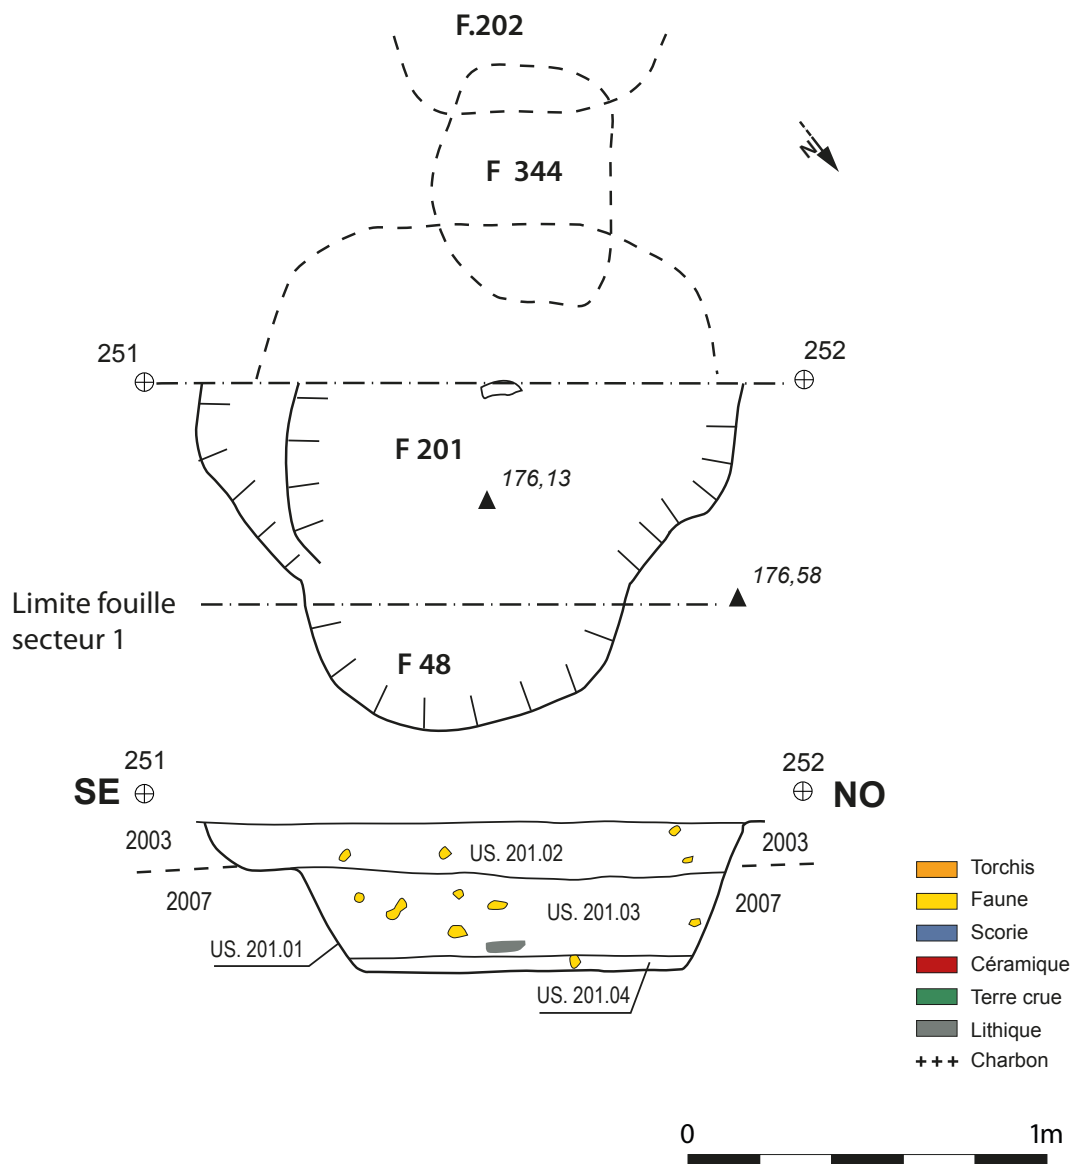 F.202
N
F 344
251
252
F 201
176,13
176,58
Limite fouille
secteur 1
F 48
251
252
SE
NO
2003
US. 201.02
2003
2007
US. 201.03
2007
US. 201.01
US. 201.04
Torchis
Faune
Scorie
Céramique
Terre crue
Lithique
+++ Charbon
0
1m